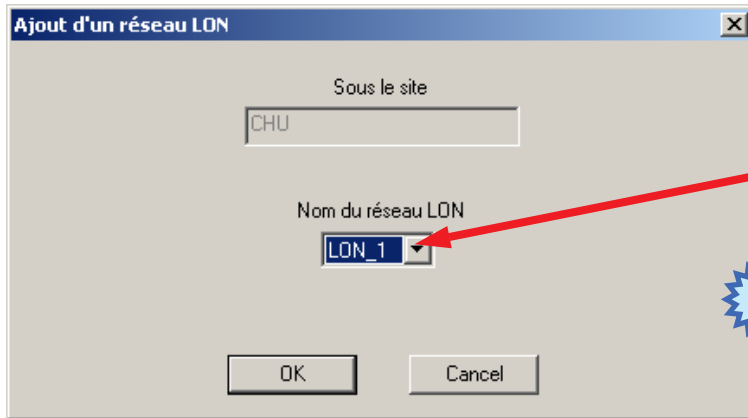 Ajout d'un réseau LON
Sous le site
CHU
Nom du réseau LON
LON_1
OK
Cancel